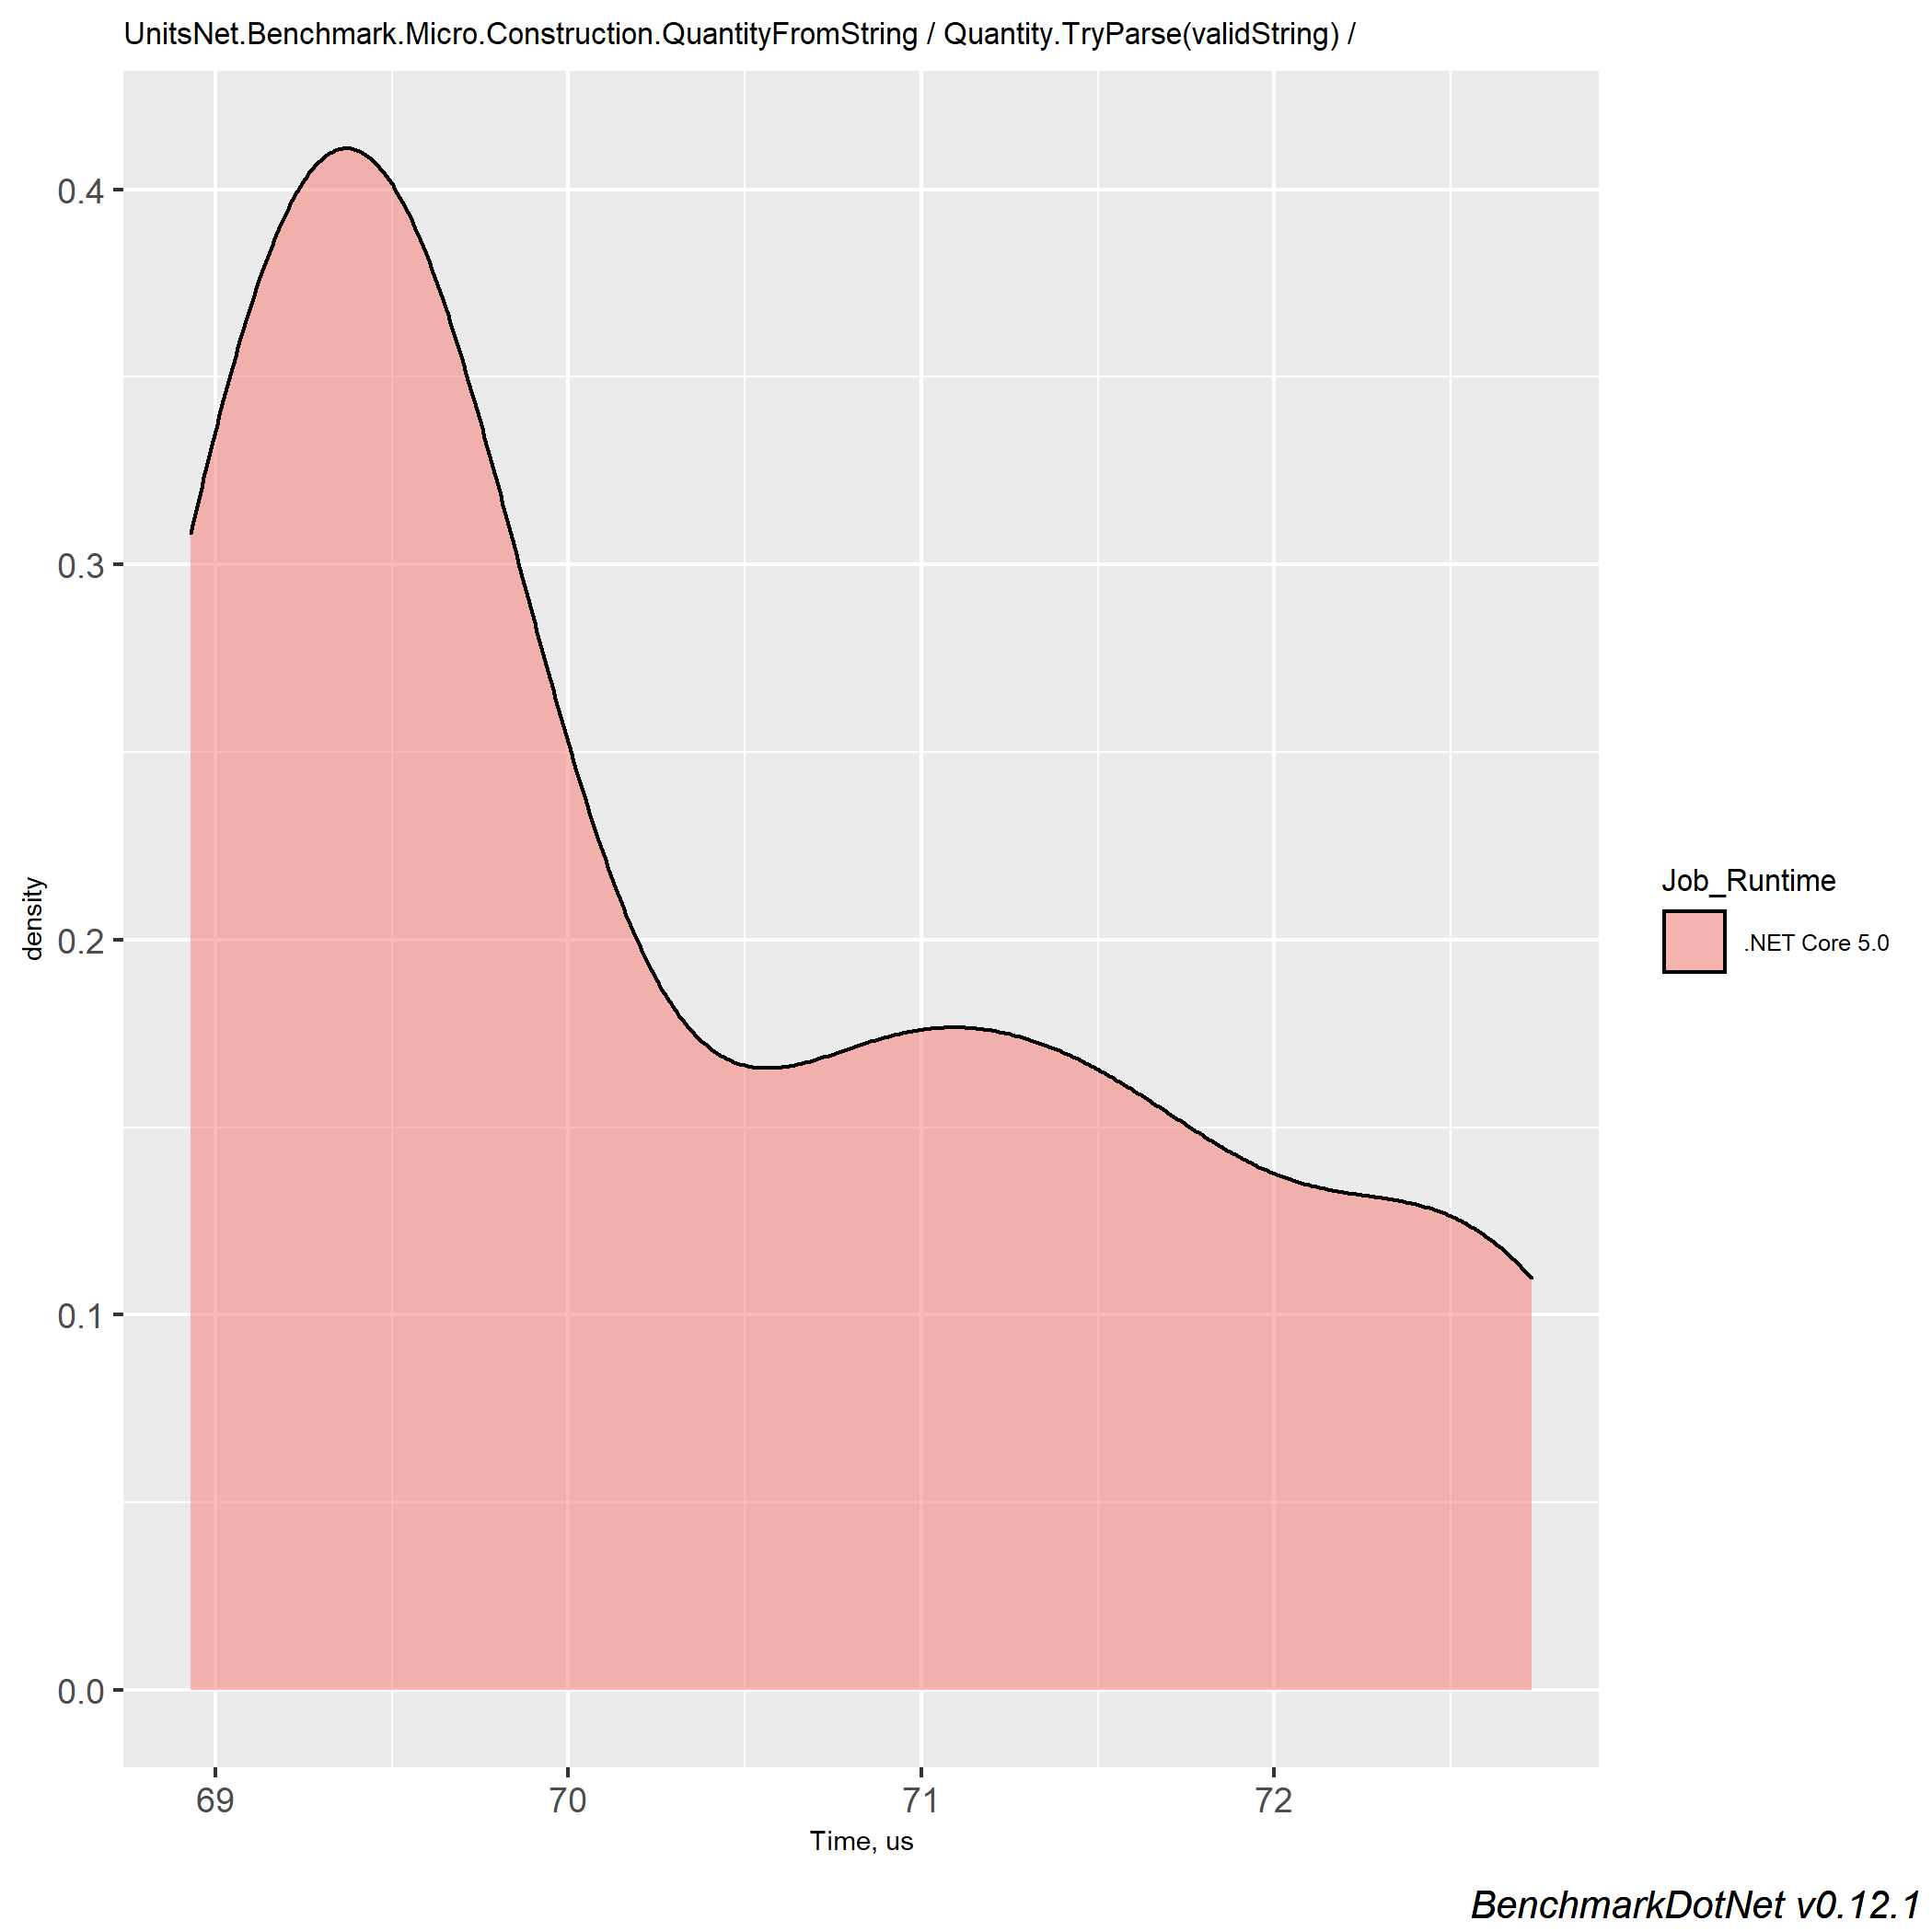 UnitsNet.Benchmark.Micro.Construction.QuantityFromString / Quantity.TryParse(validString) /
0.4
0.3
0.2
0.1
0.0
density
69 70 71 72
Time, us
Job_Runtime
.NET Core 5.0
BenchmarkDotNet v0.12.1